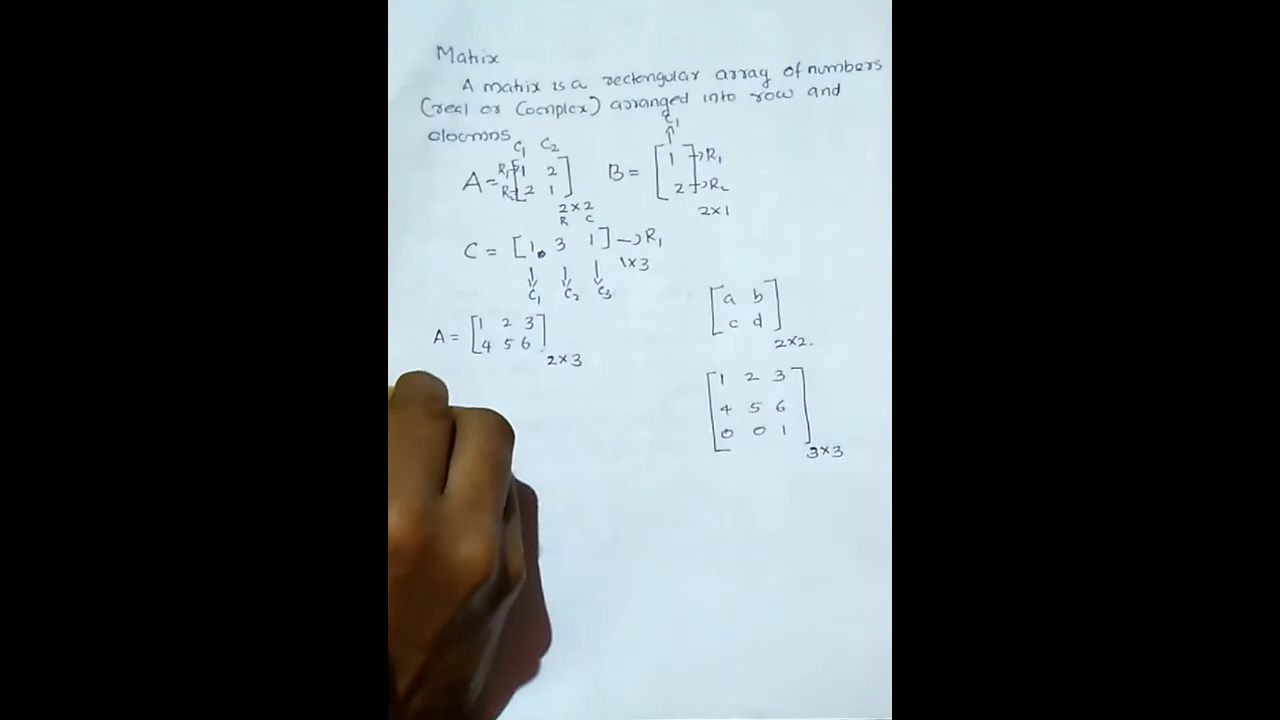 Matrix
A matrix is a rectengular array of numbers
(real or complex) arranged into row and
clocmns
C1 C2
A = R1 → [1 2]
R2 → [2 1]
2×2
R C
C1
↑
B = [1] → R1
[2] → R2
2×1
C = [1 3 1] → R1
1×3
↓ ↓ ↓
C1 C2 C3
A = [1 2 3
4 5 6]
2×3
[a b
c d]
2×2.
[1 2 3
4 5 6
0 0 1]
3×3